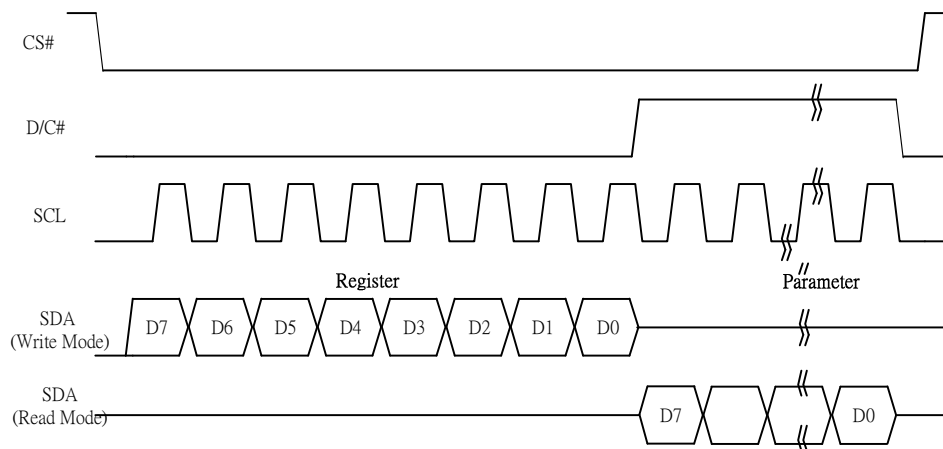 CS#
D/C#
SCL
Register Parameter
SDA
(Write Mode)
D7 D6 D5 D4 D3 D2 D1 D0
SDA
(Read Mode)
D7 D0